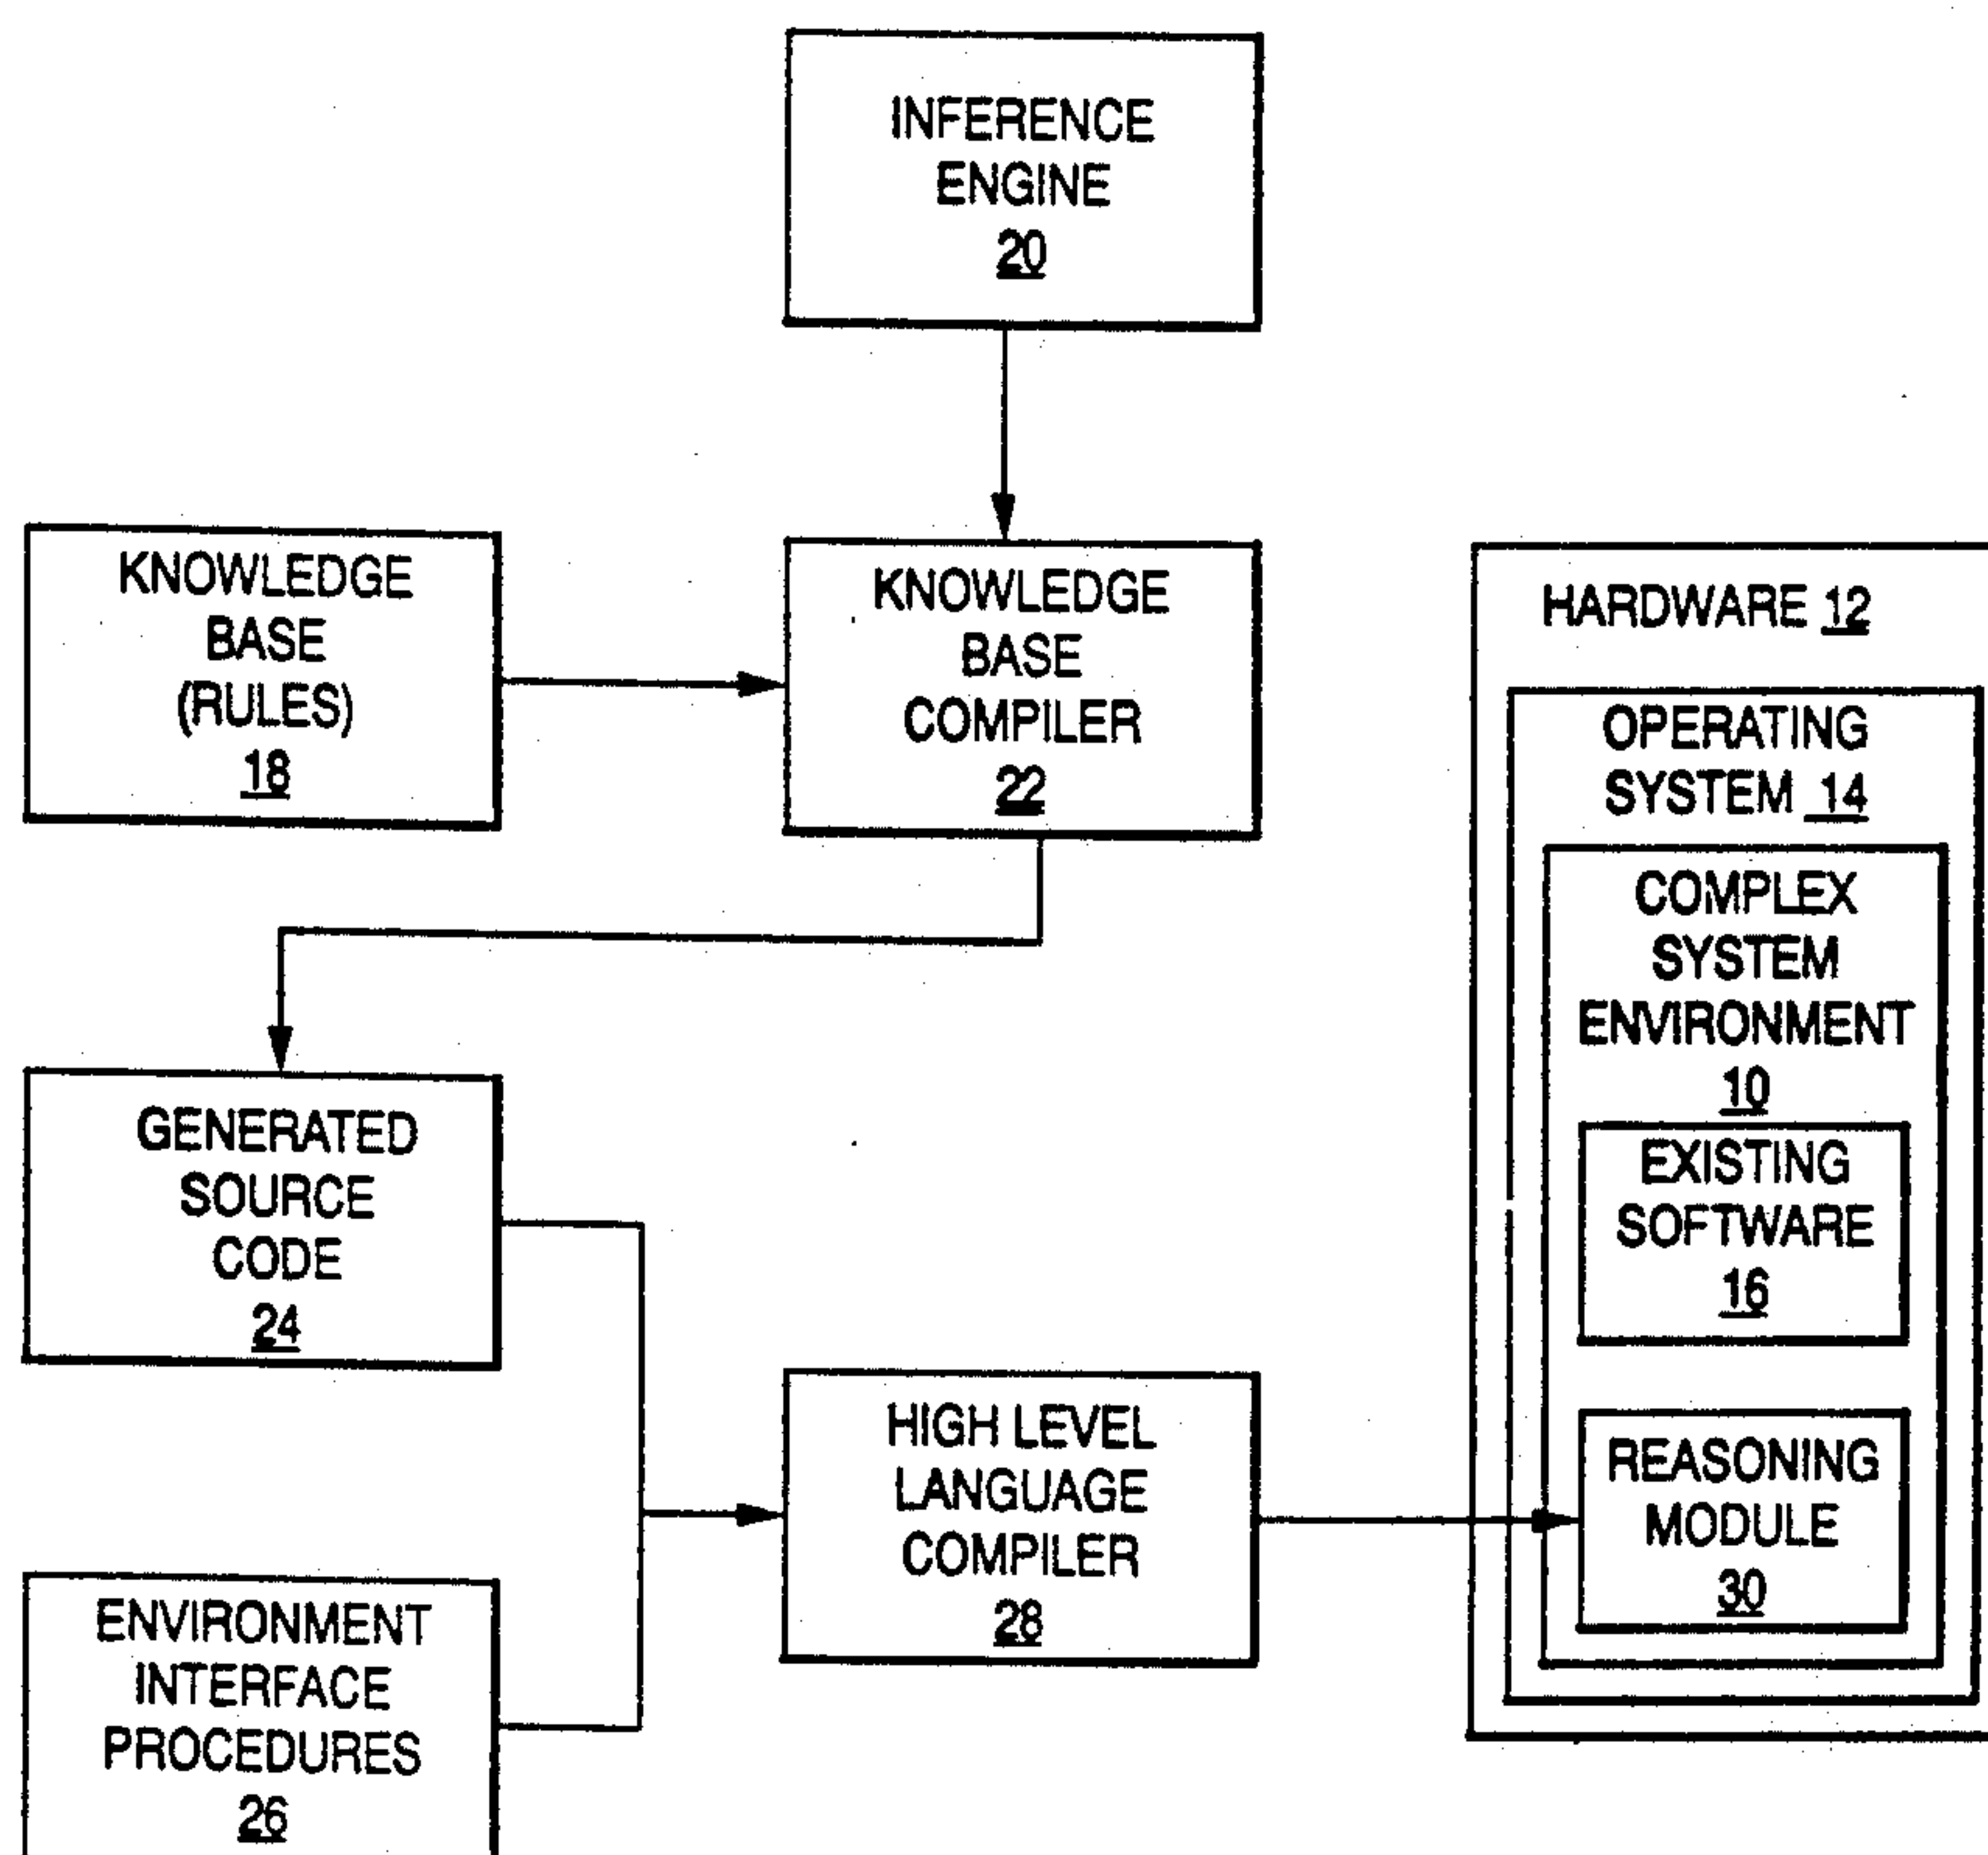 INFERENCE
ENGINE
20
KNOWLEDGE
BASE
(RULES)
18
KNOWLEDGE
BASE
COMPILER
22
HARDWARE 12
OPERATING
SYSTEM 14
COMPLEX
SYSTEM
ENVIRONMENT
10
EXISTING
SOFTWARE
16
REASONING
MODULE
30
GENERATED
SOURCE
CODE
24
HIGH LEVEL
LANGUAGE
COMPILER
28
ENVIRONMENT
INTERFACE
PROCEDURES
26